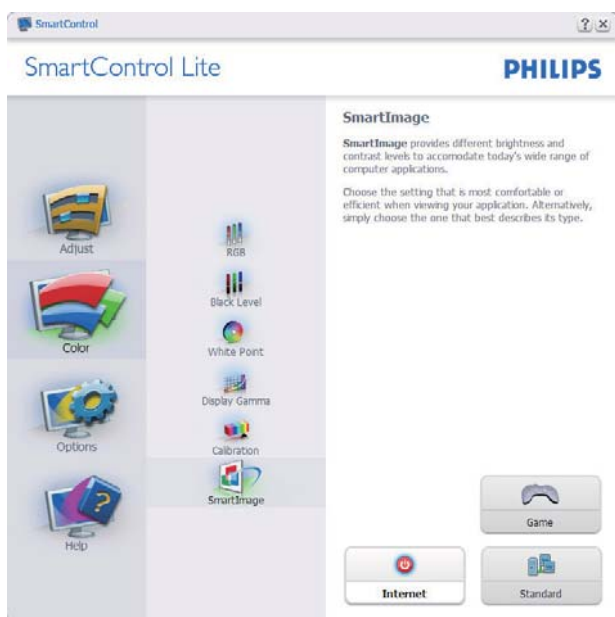 SmartControl
? x
SmartControl Lite
PHILIPS
Adjust
Color
Options
?
Help
RGB
Black Level
White Point
Display Gamma
Calibration
SmartImage
SmartImage
SmartImage provides different brightness and
contrast levels to accomodate today's wide range of
computer applications.
Choose the setting that is most comfortable or
efficient when viewing your application. Alternatively,
simply choose the one that best describes its type.
Game
Internet
Standard